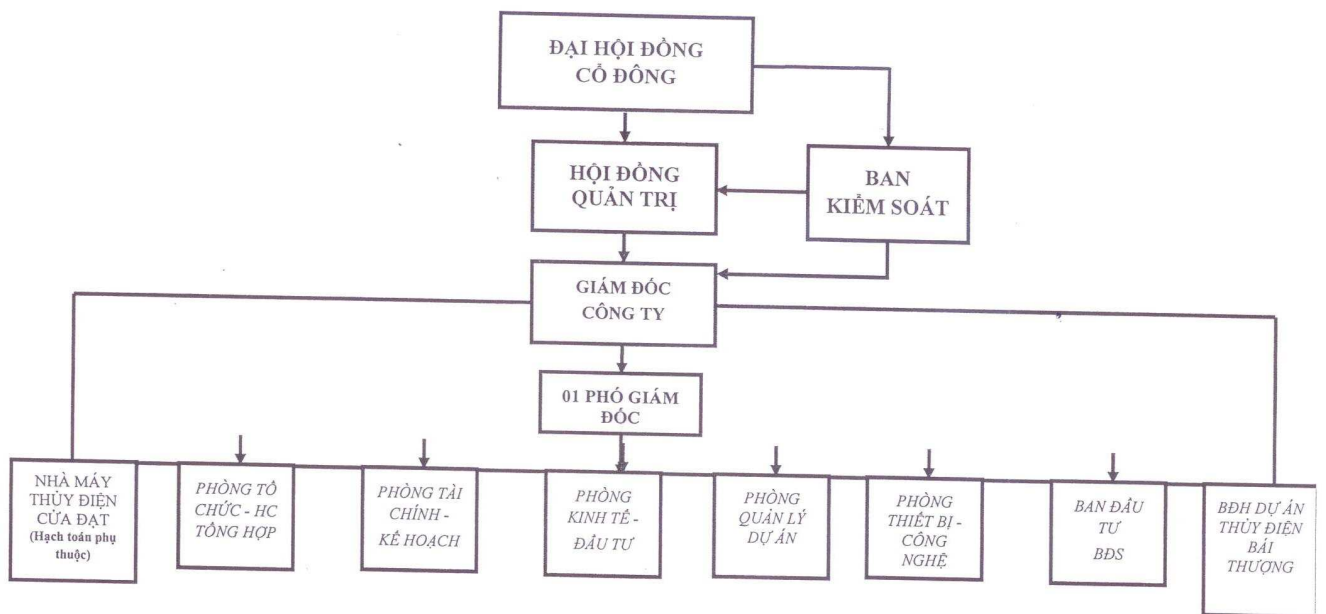 ĐẠI HỘI ĐỒNG
CỔ ĐÔNG
HỘI ĐỒNG
QUẢN TRỊ
BAN
KIỂM SOÁT
GIÁM ĐỐC
CÔNG TY
01 PHÓ GIÁM
ĐỐC
NHÀ MÁY
THỦY ĐIỆN
CỬA ĐẠT
(Hạch toán phụ
thuộc)
PHÒNG TỔ
CHỨC - HC
TỔNG HỢP
PHÒNG TÀI
CHÍNH -
KẾ HOẠCH
PHÒNG
KINH TẾ -
ĐẦU TƯ
PHÒNG
QUẢN LÝ
DỰ ÁN
PHÒNG
THIẾT BỊ -
CÔNG
NGHỆ
BAN ĐẦU
TƯ
BĐS
BĐH DỰ ÁN
THỦY ĐIỆN
BÁI
THƯỢNG